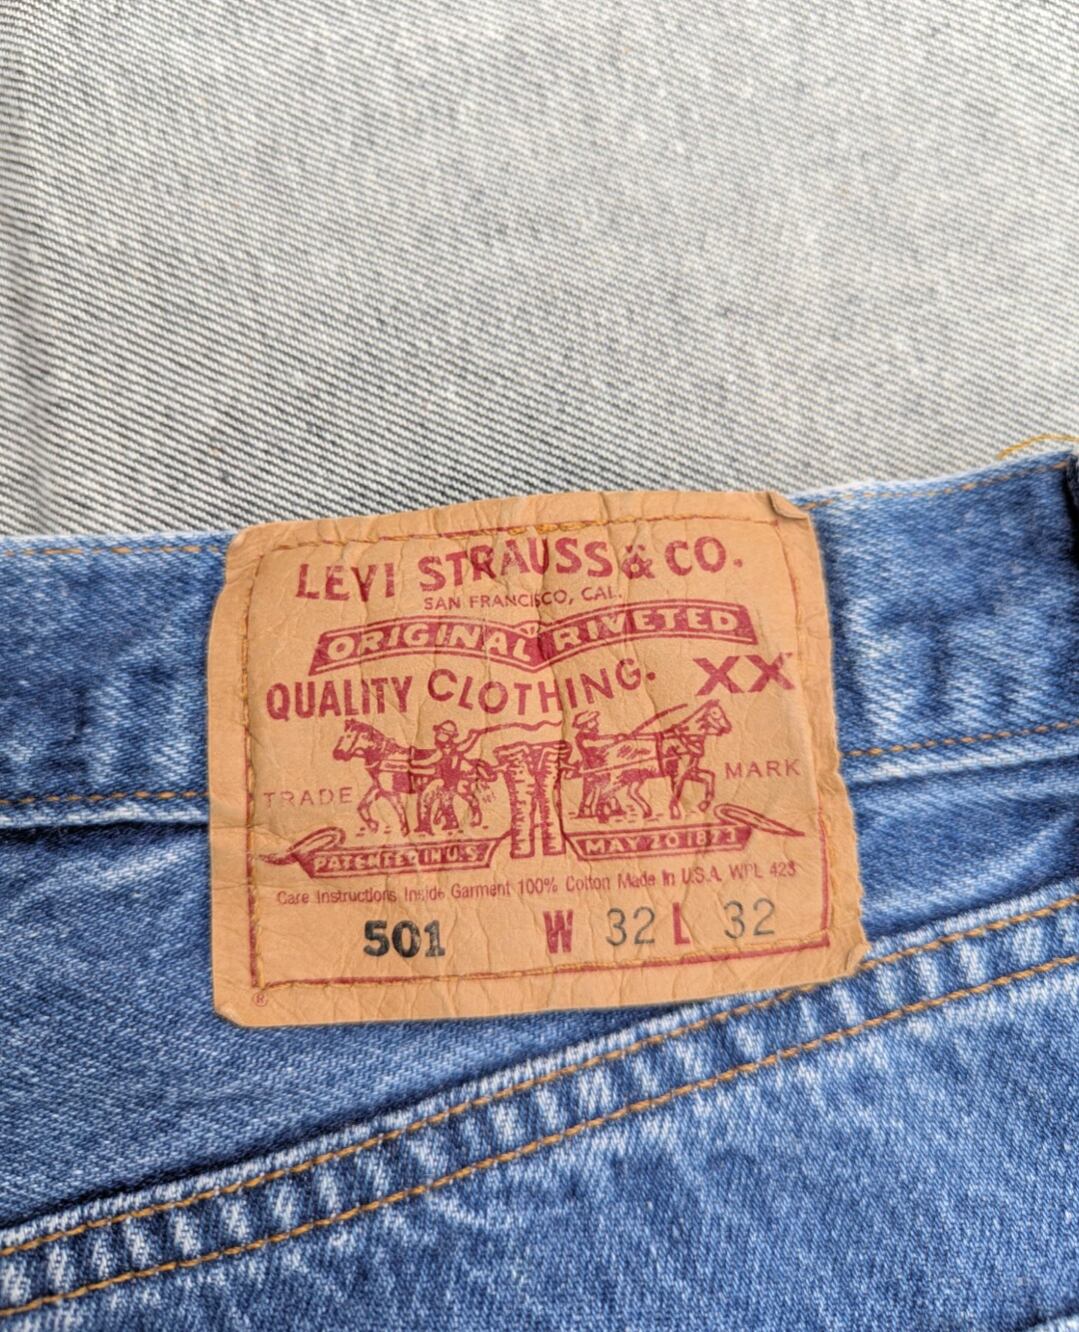 LEVI STRAUSS & CO.
SAN FRANCISCO, CAL.
ORIGINAL RIVETED
QUALITY CLOTHING. XX
TRADE MARK
PATENTED IN U.S. MAY 20 1873
Care Instructions Inside Garment 100% Cotton Made In U.S.A. WPL 423
501 W 32 L 32
®